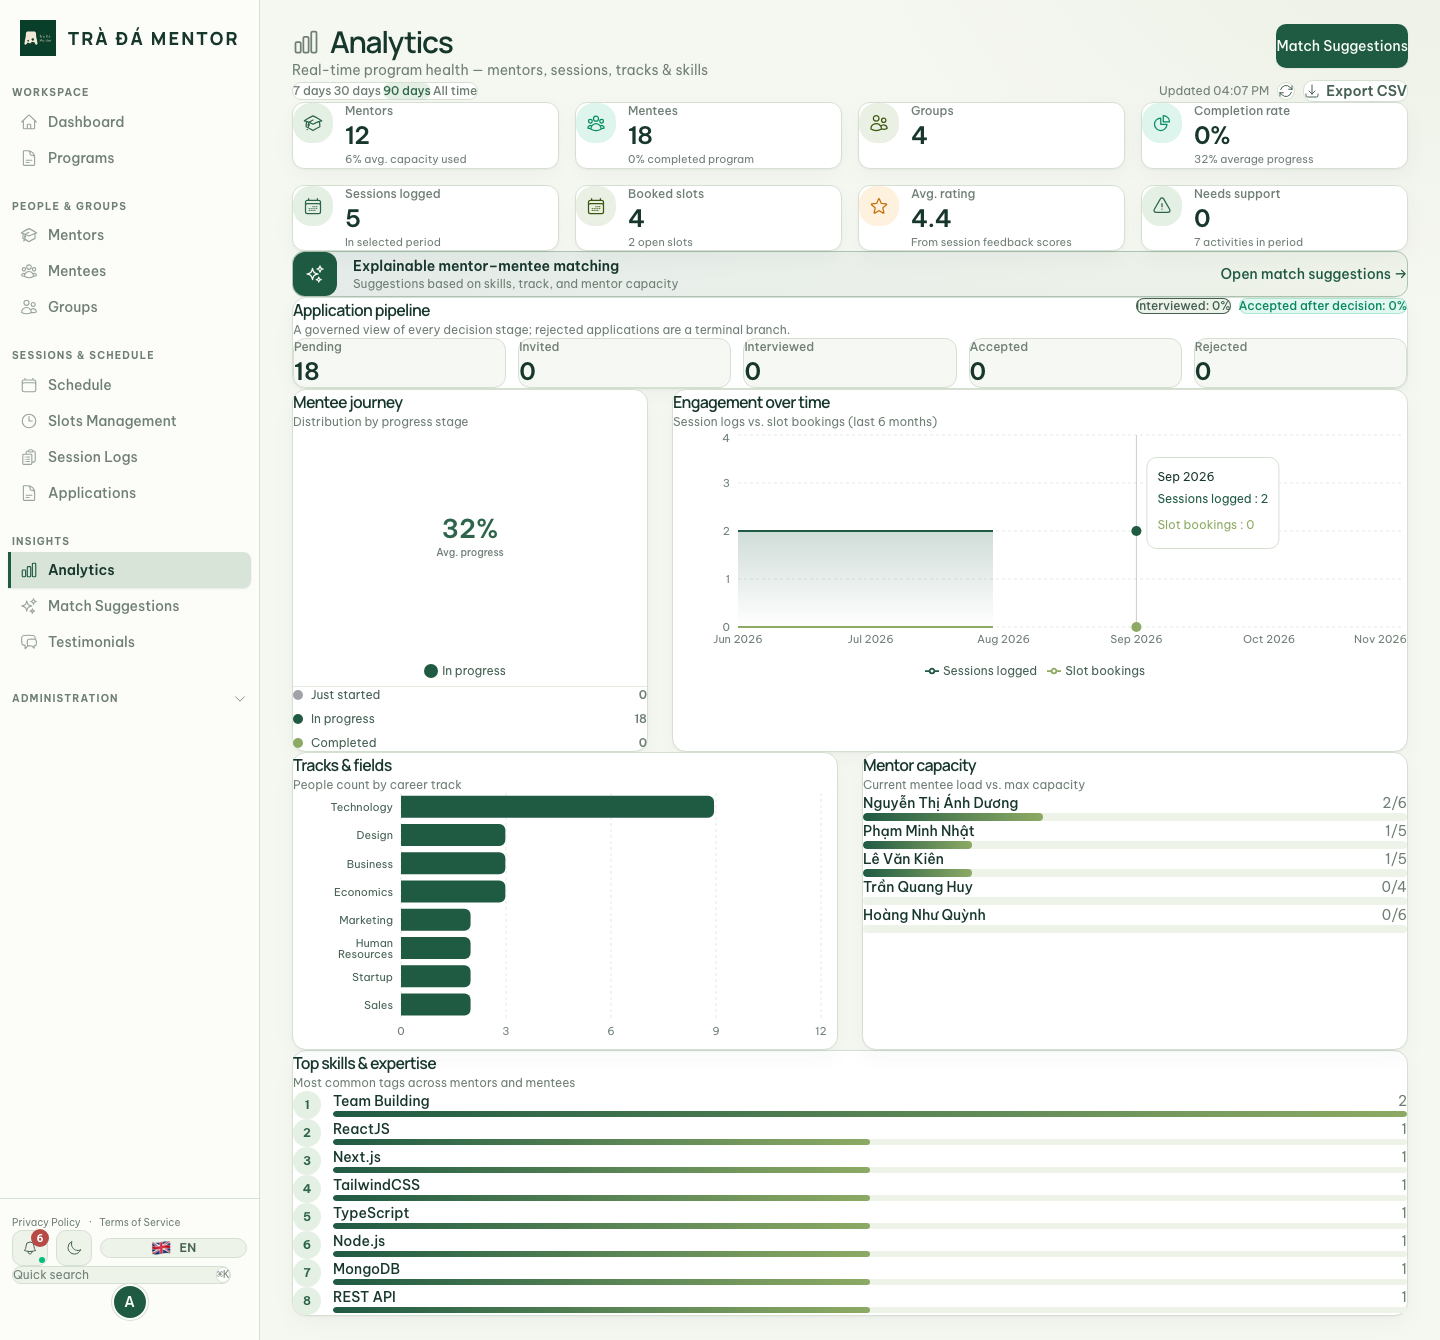 TRÀ ĐÁ MENTOR
WORKSPACE
Dashboard
Programs
PEOPLE & GROUPS
Mentors
Mentees
Groups
SESSIONS & SCHEDULE
Schedule
Slots Management
Session Logs
Applications
INSIGHTS
Analytics
Match Suggestions
Testimonials
ADMINISTRATION
Privacy Policy · Terms of Service
6
EN
Quick search ⌘K
A
Analytics
Real-time program health — mentors, sessions, tracks & skills
Match Suggestions
7 days 30 days 90 days All time
Updated 04:07 PM
Export CSV
Mentors
12
6% avg. capacity used
Mentees
18
0% completed program
Groups
4
Completion rate
0%
32% average progress
Sessions logged
5
In selected period
Booked slots
4
2 open slots
Avg. rating
4.4
From session feedback scores
Needs support
0
7 activities in period
Explainable mentor–mentee matching
Suggestions based on skills, track, and mentor capacity
Open match suggestions →
Application pipeline
A governed view of every decision stage; rejected applications are a terminal branch.
Interviewed: 0% Accepted after decision: 0%
Pending
18
Invited
0
Interviewed
0
Accepted
0
Rejected
0
Mentee journey
Distribution by progress stage
32%
Avg. progress
In progress
Just started 0
In progress 18
Completed 0
Engagement over time
Session logs vs. slot bookings (last 6 months)
4
3
2
1
0
Sep 2026
Sessions logged : 2
Slot bookings : 0
Jun 2026 Jul 2026 Aug 2026 Sep 2026 Oct 2026 Nov 2026
Sessions logged Slot bookings
Tracks & fields
People count by career track
Technology
Design
Business
Economics
Marketing
Human
Resources
Startup
Sales
0 3 6 9 12
Mentor capacity
Current mentee load vs. max capacity
Nguyễn Thị Ánh Dương 2/6
Phạm Minh Nhật 1/5
Lê Văn Kiên 1/5
Trần Quang Huy 0/4
Hoàng Như Quỳnh 0/6
Top skills & expertise
Most common tags across mentors and mentees
1 Team Building 2
2 ReactJS 1
3 Next.js 1
4 TailwindCSS 1
5 TypeScript 1
6 Node.js 1
7 MongoDB 1
8 REST API 1